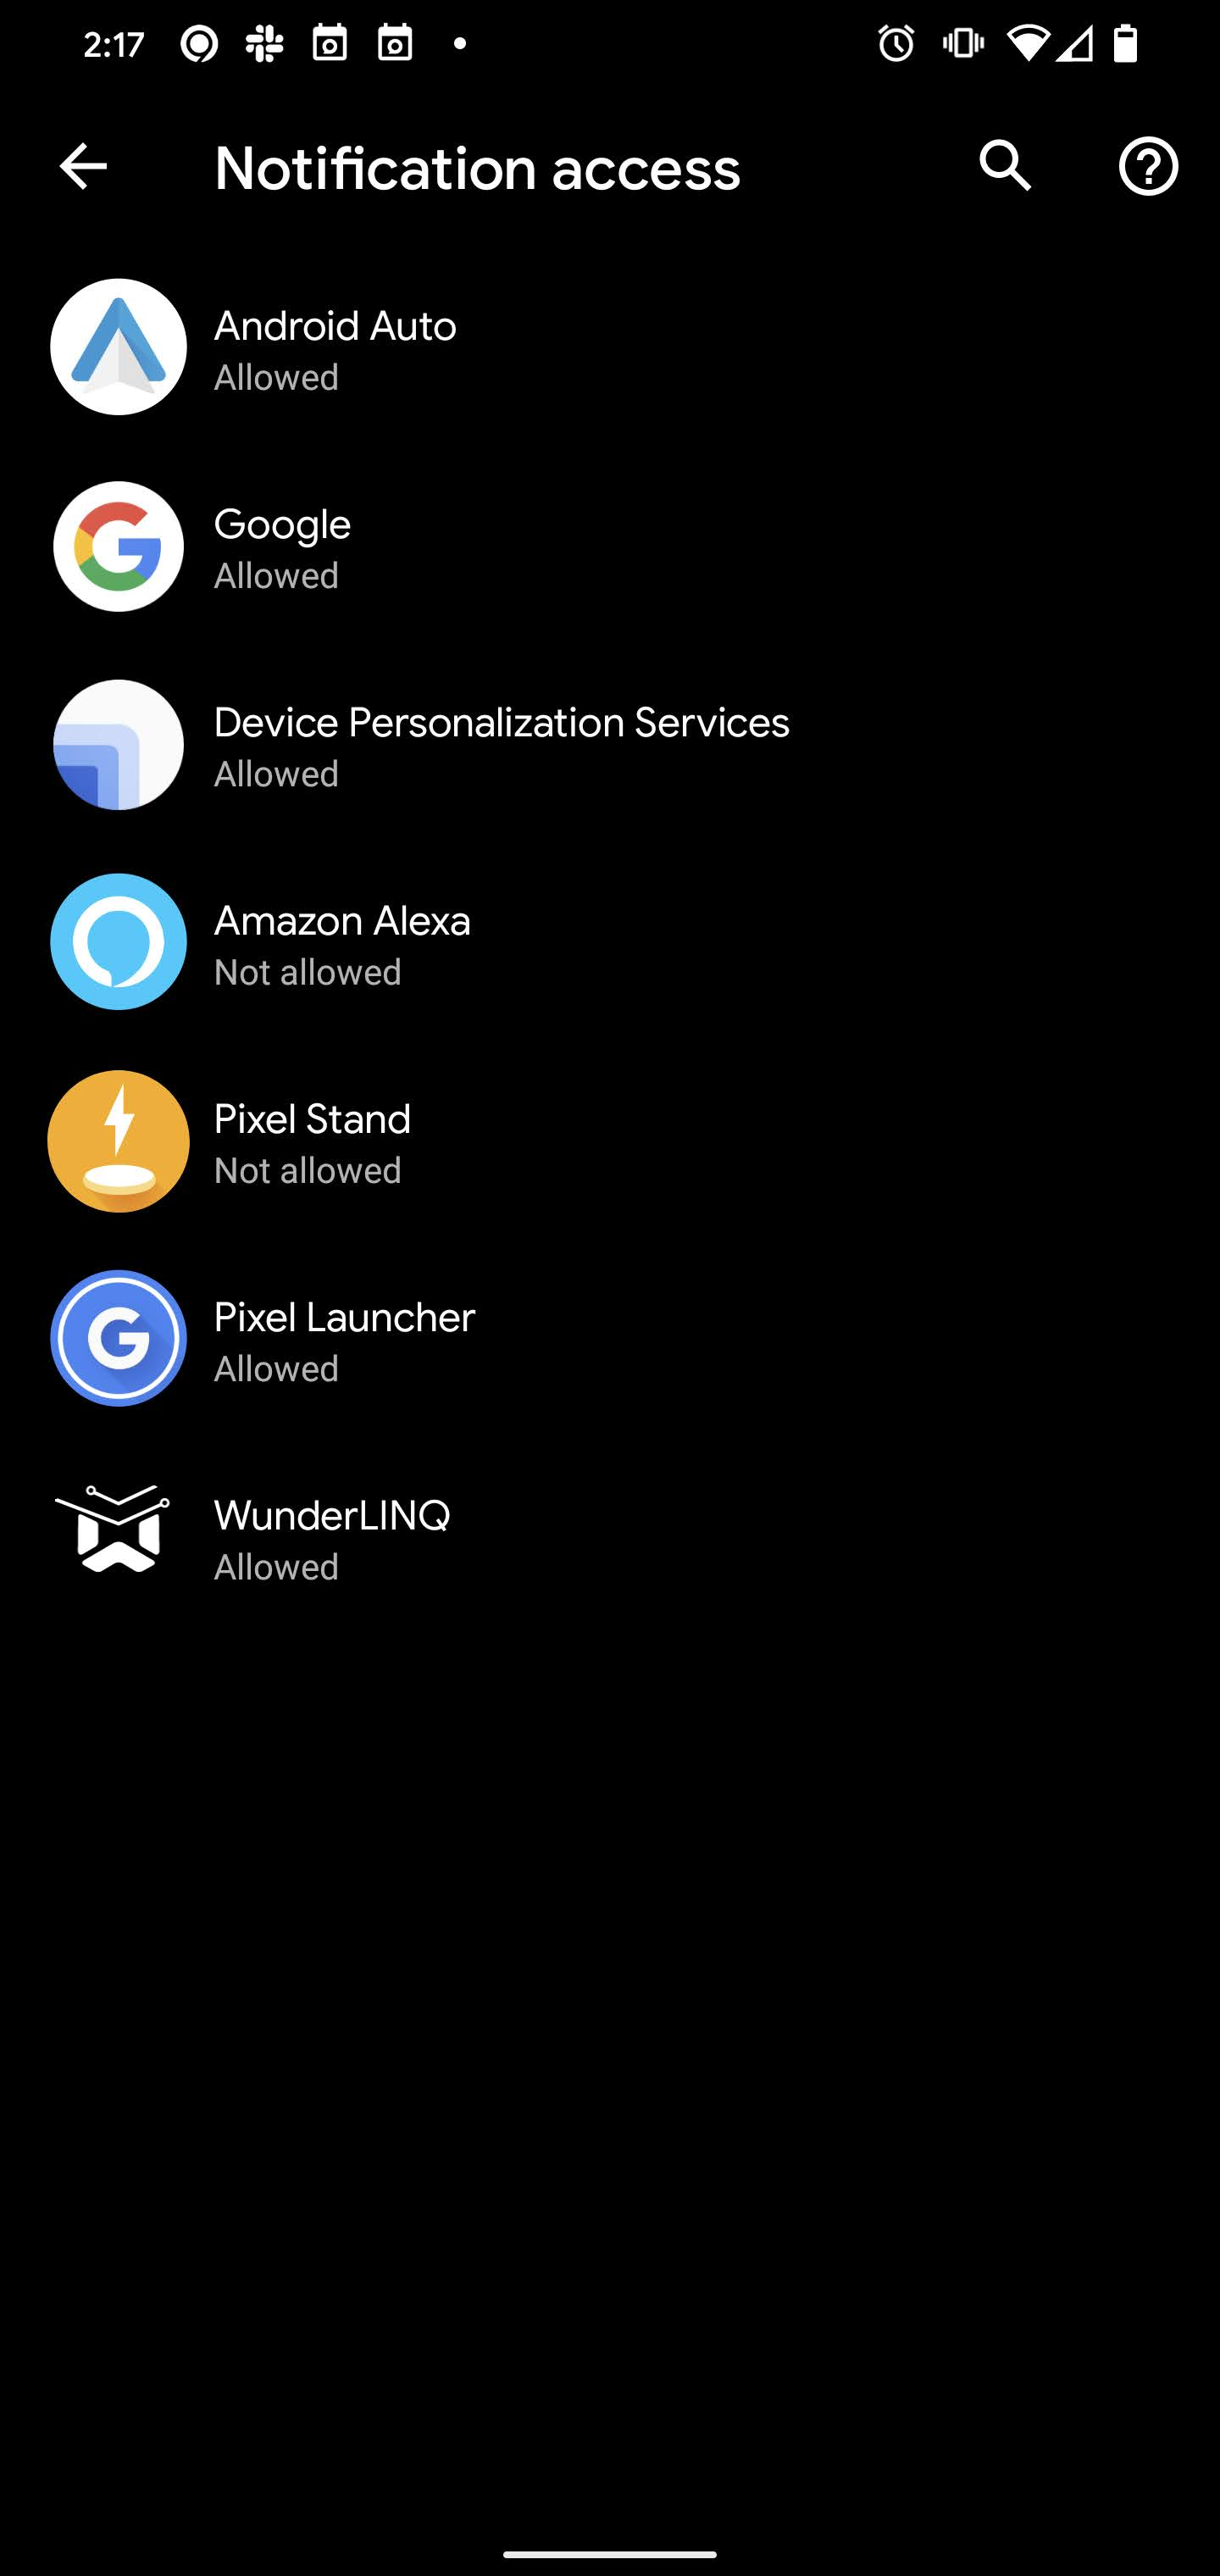 2:17
Notification access
Android Auto
Allowed
Google
Allowed
Device Personalization Services
Allowed
Amazon Alexa
Not allowed
Pixel Stand
Not allowed
Pixel Launcher
Allowed
WunderLINQ
Allowed